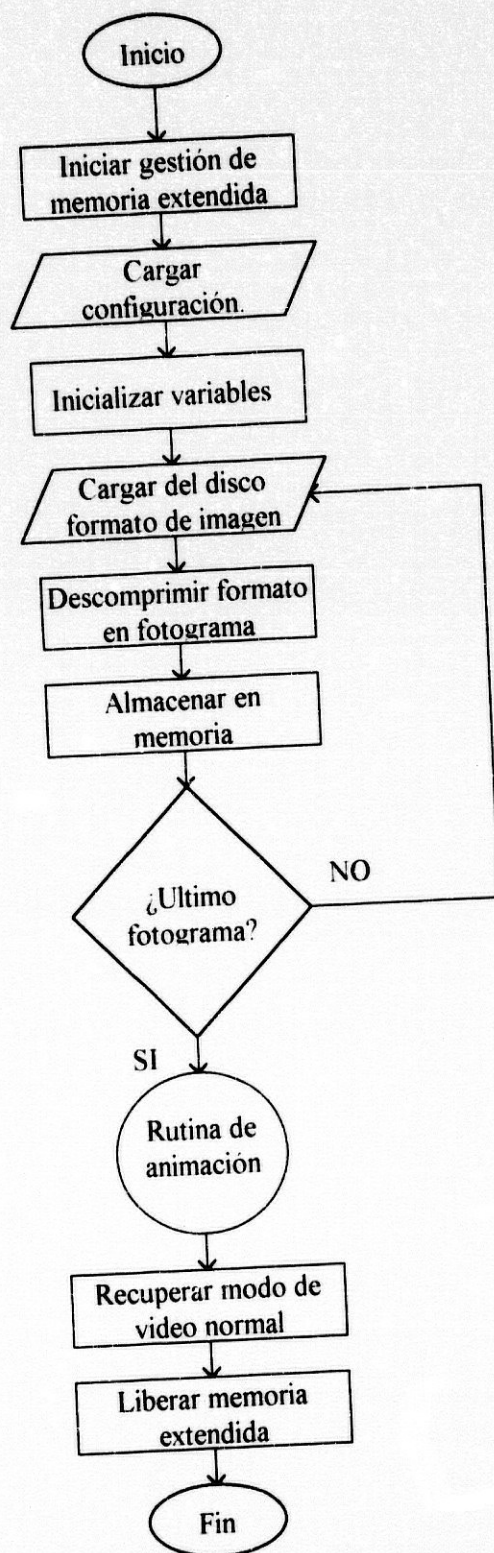 Inicio
Iniciar gestión de
memoria extendida
Cargar
configuración.
Inicializar variables
Cargar del disco
formato de imagen
Descomprimir formato
en fotograma
Almacenar en
memoria
¿Ultimo
fotograma?
NO
SI
Rutina de
animación
Recuperar modo de
video normal
Liberar memoria
extendida
Fin